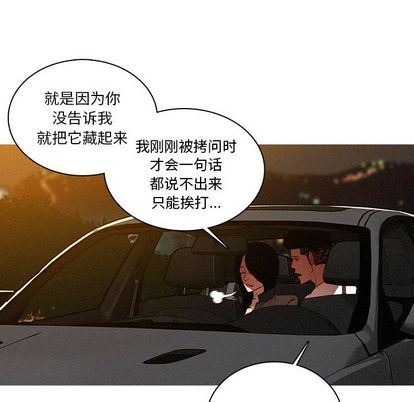 就是因为你
没告诉我
就把它藏起来
我刚刚被拷问时
才会一句话
都说不出来
只能挨打...